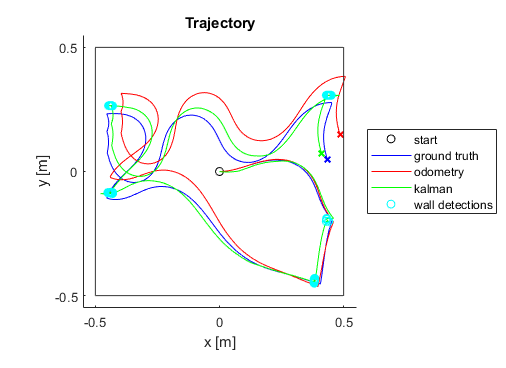 Trajectory
0.5
0
-0.5
y [m]
-0.5
0
0.5
x [m]
start
ground truth
odometry
kalman
wall detections